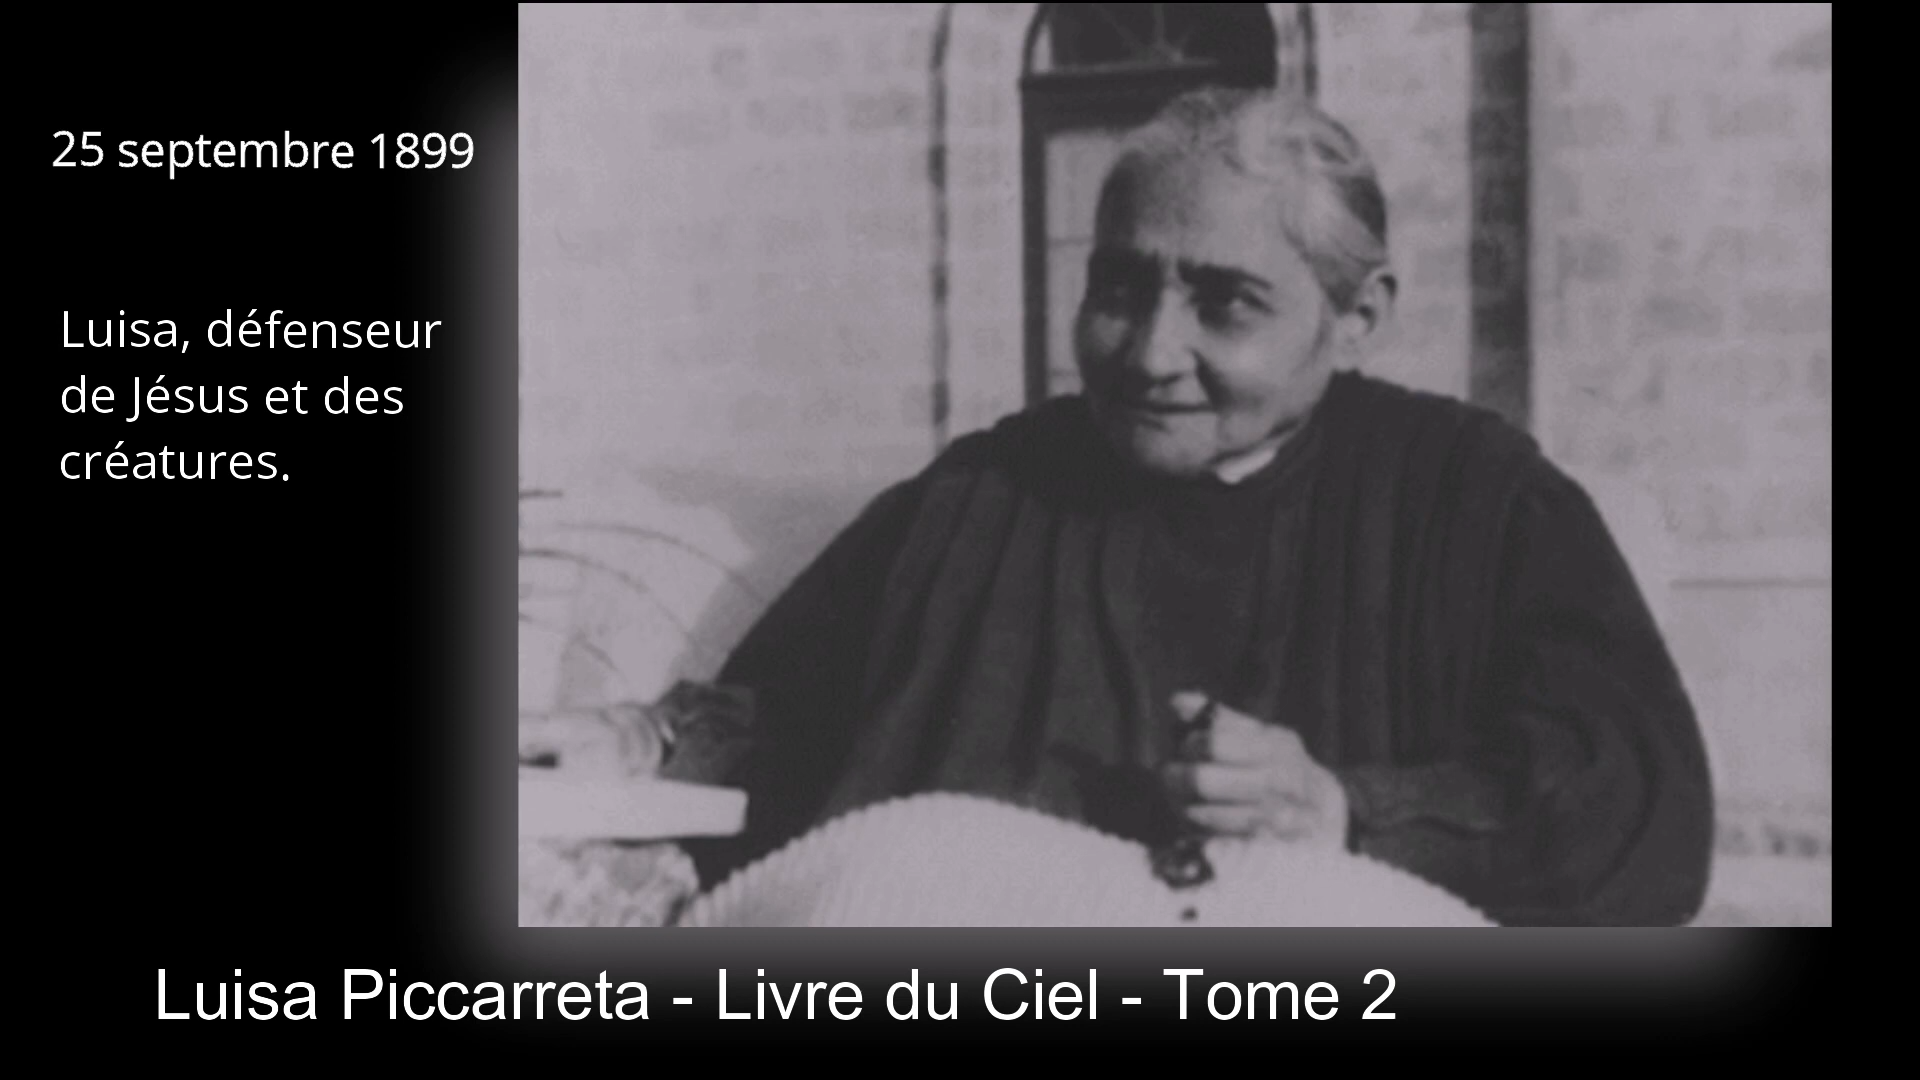 25 septembre 1899
Luisa, défenseur
de Jésus et des
créatures.
Luisa Piccarreta - Livre du Ciel - Tome 2